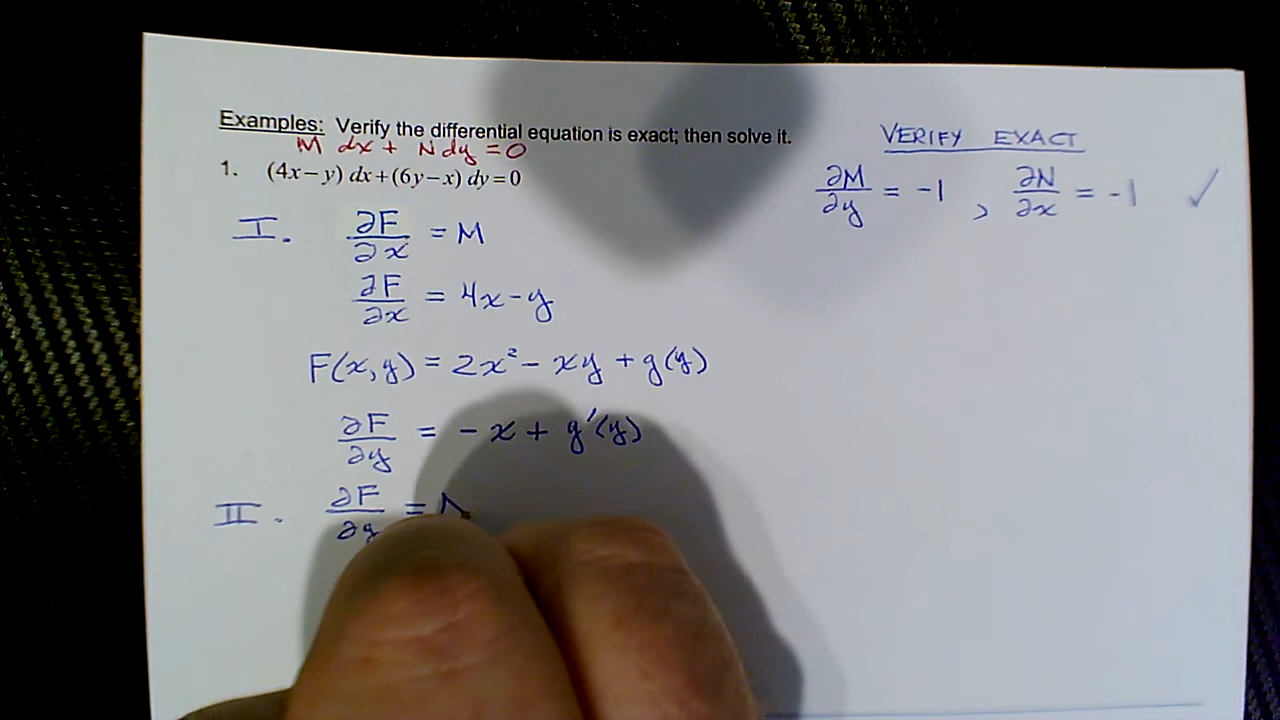 Examples: Verify the differential equation is exact; then solve it.
M dx + N dy = 0
1. (4x−y) dx+(6y−x) dy=0
VERIFY EXACT
∂M/∂y = -1 , ∂N/∂x = -1 ✓
I. ∂F/∂x = M
∂F/∂x = 4x-y
F(x,y) = 2x² - xy + g(y)
∂F/∂y = -x + g'(y)
II. ∂F/∂y =